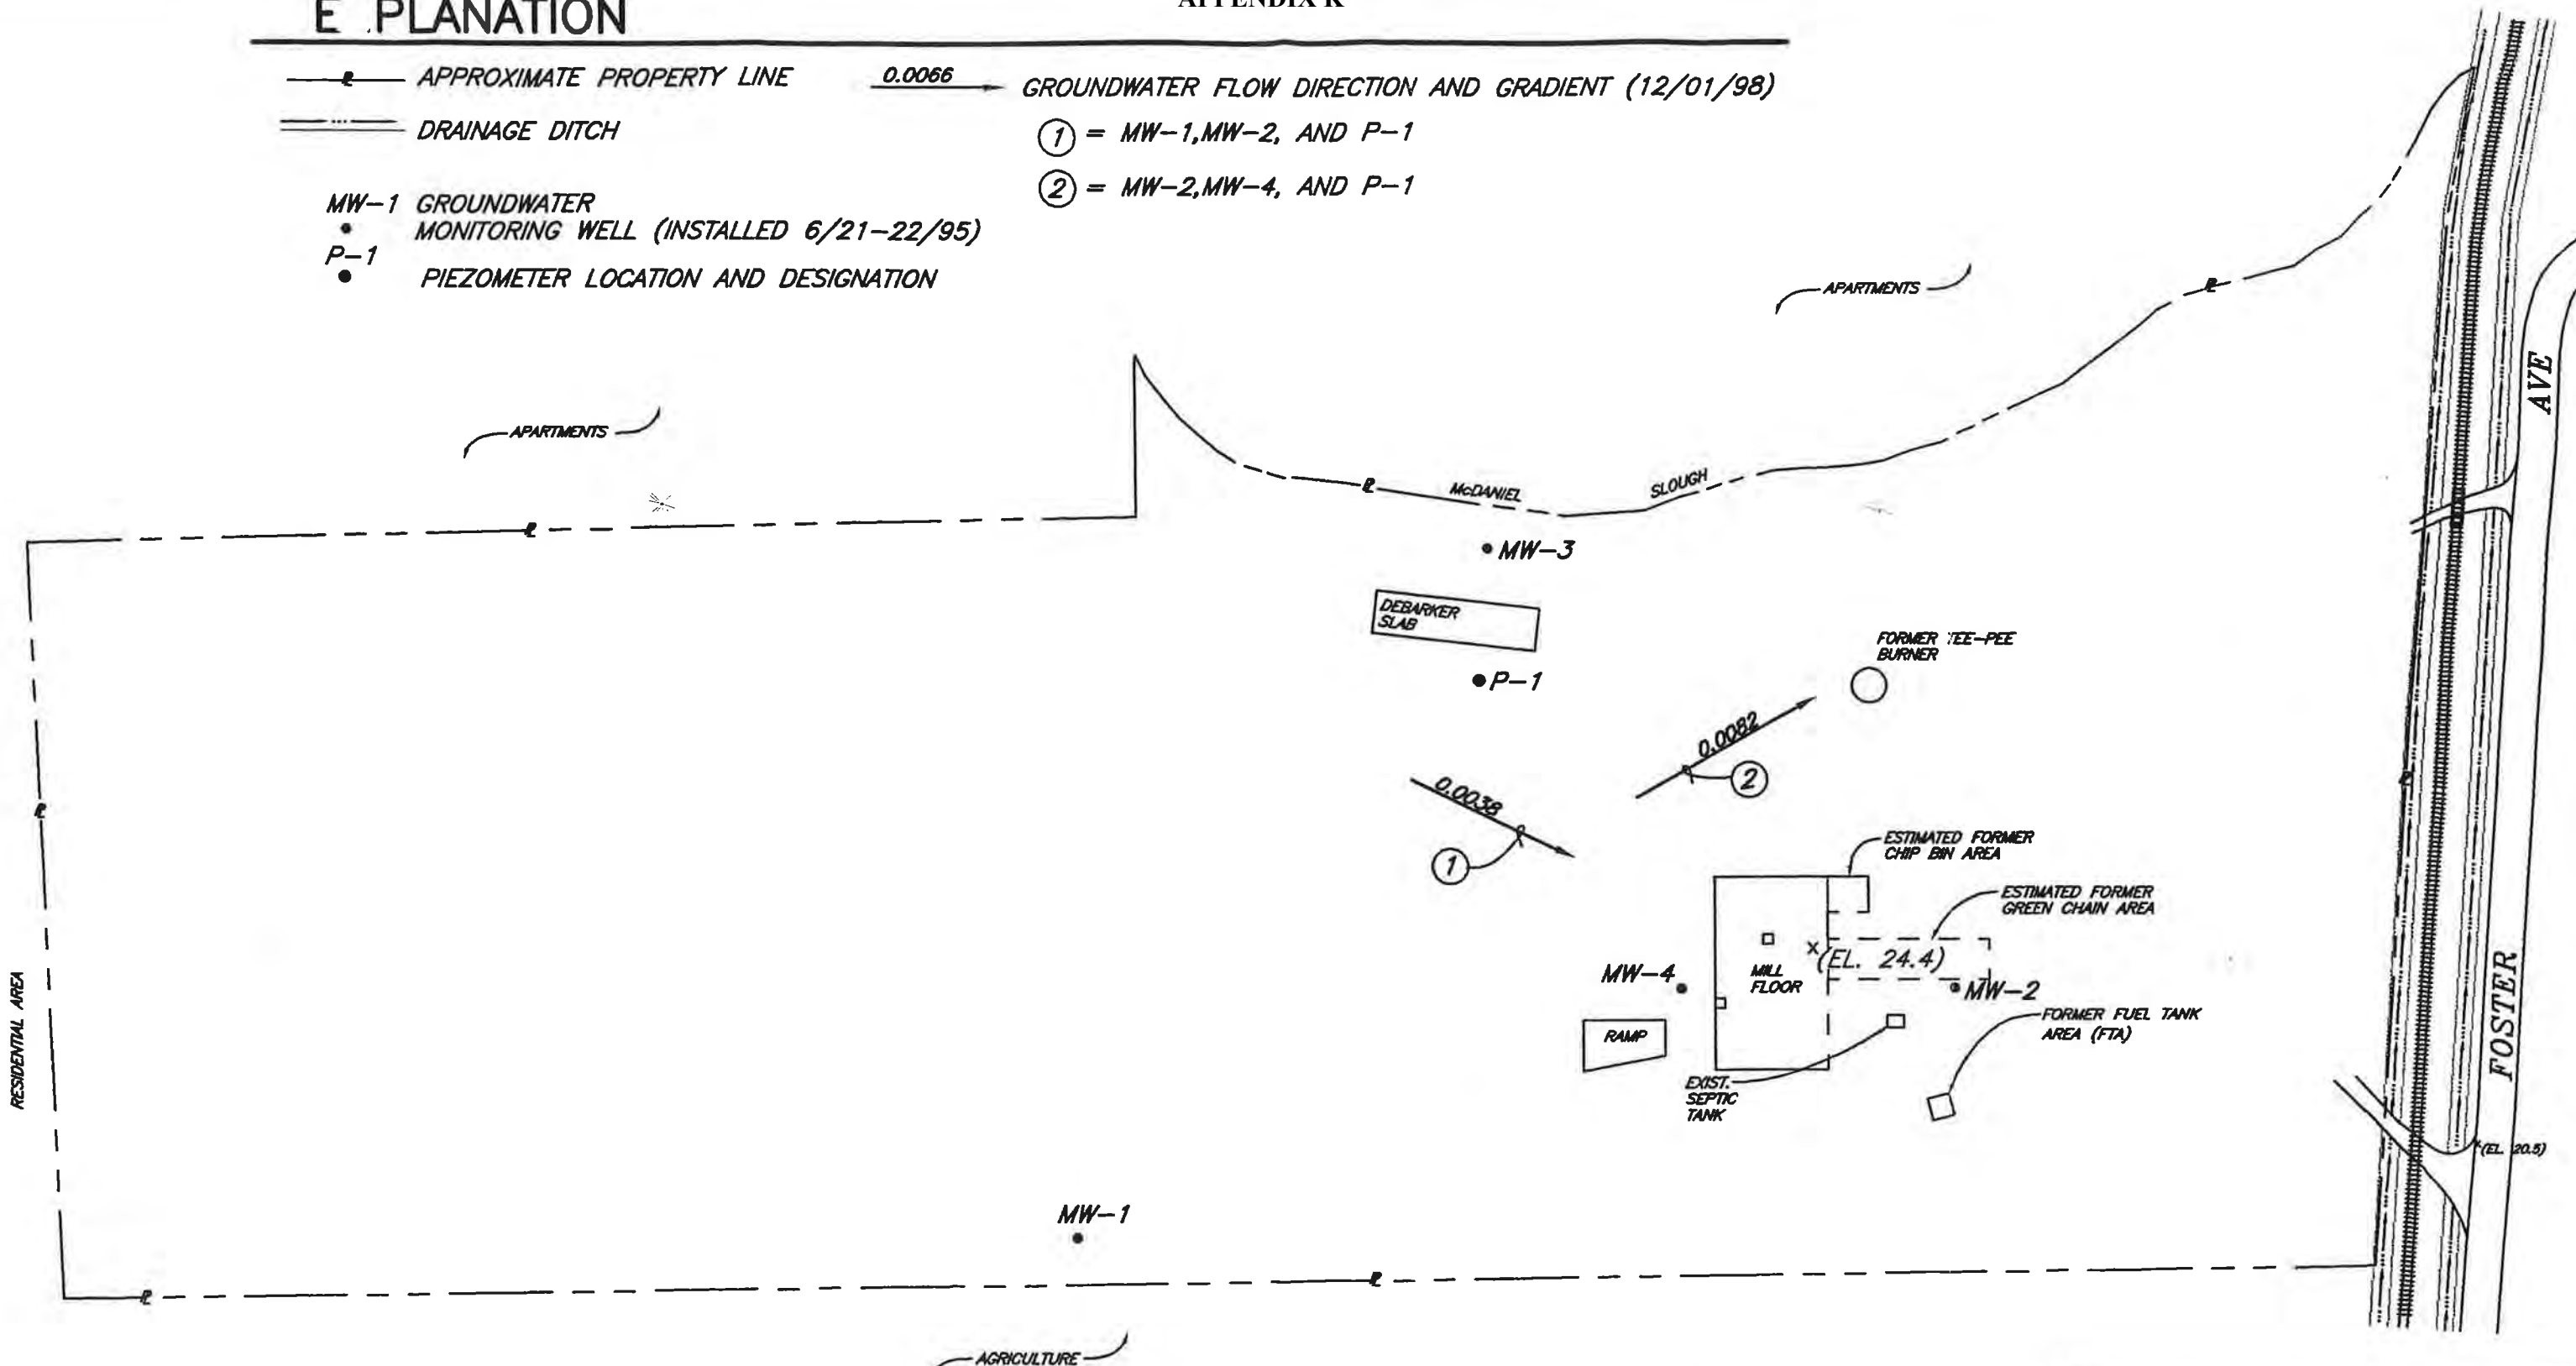 E PLANATION
APPROXIMATE PROPERTY LINE
DRAINAGE DITCH
MW-1 GROUNDWATER
MONITORING WELL (INSTALLED 6/21-22/95)
P-1
PIEZOMETER LOCATION AND DESIGNATION
0.0066
GROUNDWATER FLOW DIRECTION AND GRADIENT (12/01/98)
1 = MW-1,MW-2, AND P-1
2 = MW-2,MW-4, AND P-1
APARTMENTS
APARTMENTS
McDANIEL
SLOUGH
MW-3
DEBARKER
SLAB
P-1
FORMER TEE-PEE
BURNER
0.0082
2
0.0038
1
ESTIMATED FORMER
CHIP BIN AREA
ESTIMATED FORMER
GREEN CHAIN AREA
x
(EL. 24.4)
MILL
FLOOR
MW-4
MW-2
RAMP
FORMER FUEL TANK
AREA (FTA)
EXIST.
SEPTIC
TANK
MW-1
RESIDENTIAL AREA
AGRICULTURE
FOSTER AVE
(EL. 20.5)